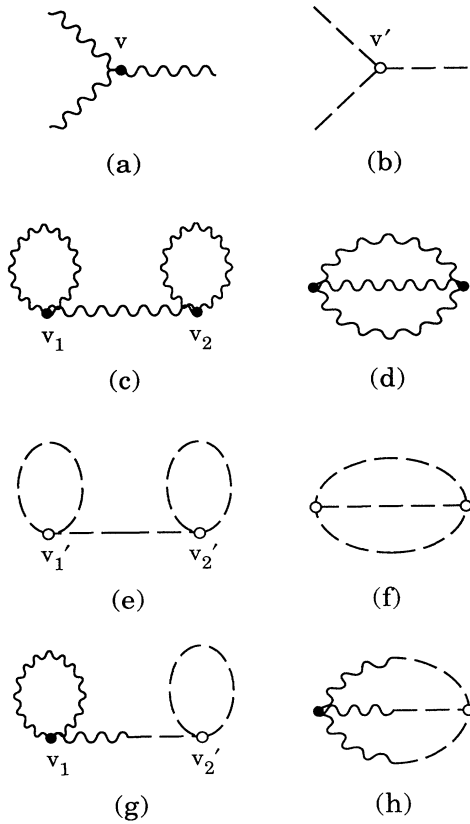 v
v′
(a)
(b)
v₁
v₂
(c)
(d)
v₁′
v₂′
(e)
(f)
v₁
v₂′
(g)
(h)